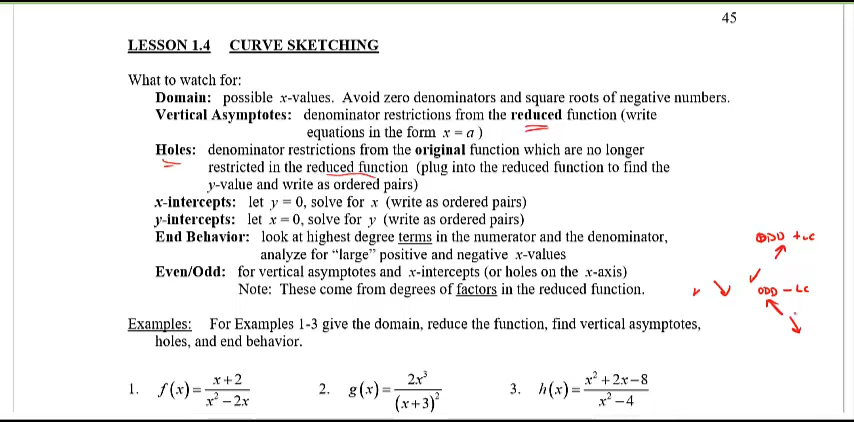 45
LESSON 1.4 CURVE SKETCHING
What to watch for:
Domain: possible x-values. Avoid zero denominators and square roots of negative numbers.
Vertical Asymptotes: denominator restrictions from the reduced function (write
equations in the form x = a )
Holes: denominator restrictions from the original function which are no longer
restricted in the reduced function (plug into the reduced function to find the
y-value and write as ordered pairs)
x-intercepts: let y = 0, solve for x (write as ordered pairs)
y-intercepts: let x = 0, solve for y (write as ordered pairs)
End Behavior: look at highest degree terms in the numerator and the denominator,
ODD +LC
analyze for "large" positive and negative x-values
Even/Odd: for vertical asymptotes and x-intercepts (or holes on the x-axis)
Note: These come from degrees of factors in the reduced function.
ODD - LC
Examples: For Examples 1-3 give the domain, reduce the function, find vertical asymptotes,
holes, and end behavior.
1. f(x) = (x+2)/(x² − 2x) 2. g(x) = 2x³/(x+3)² 3. h(x) = (x² + 2x − 8)/(x² − 4)